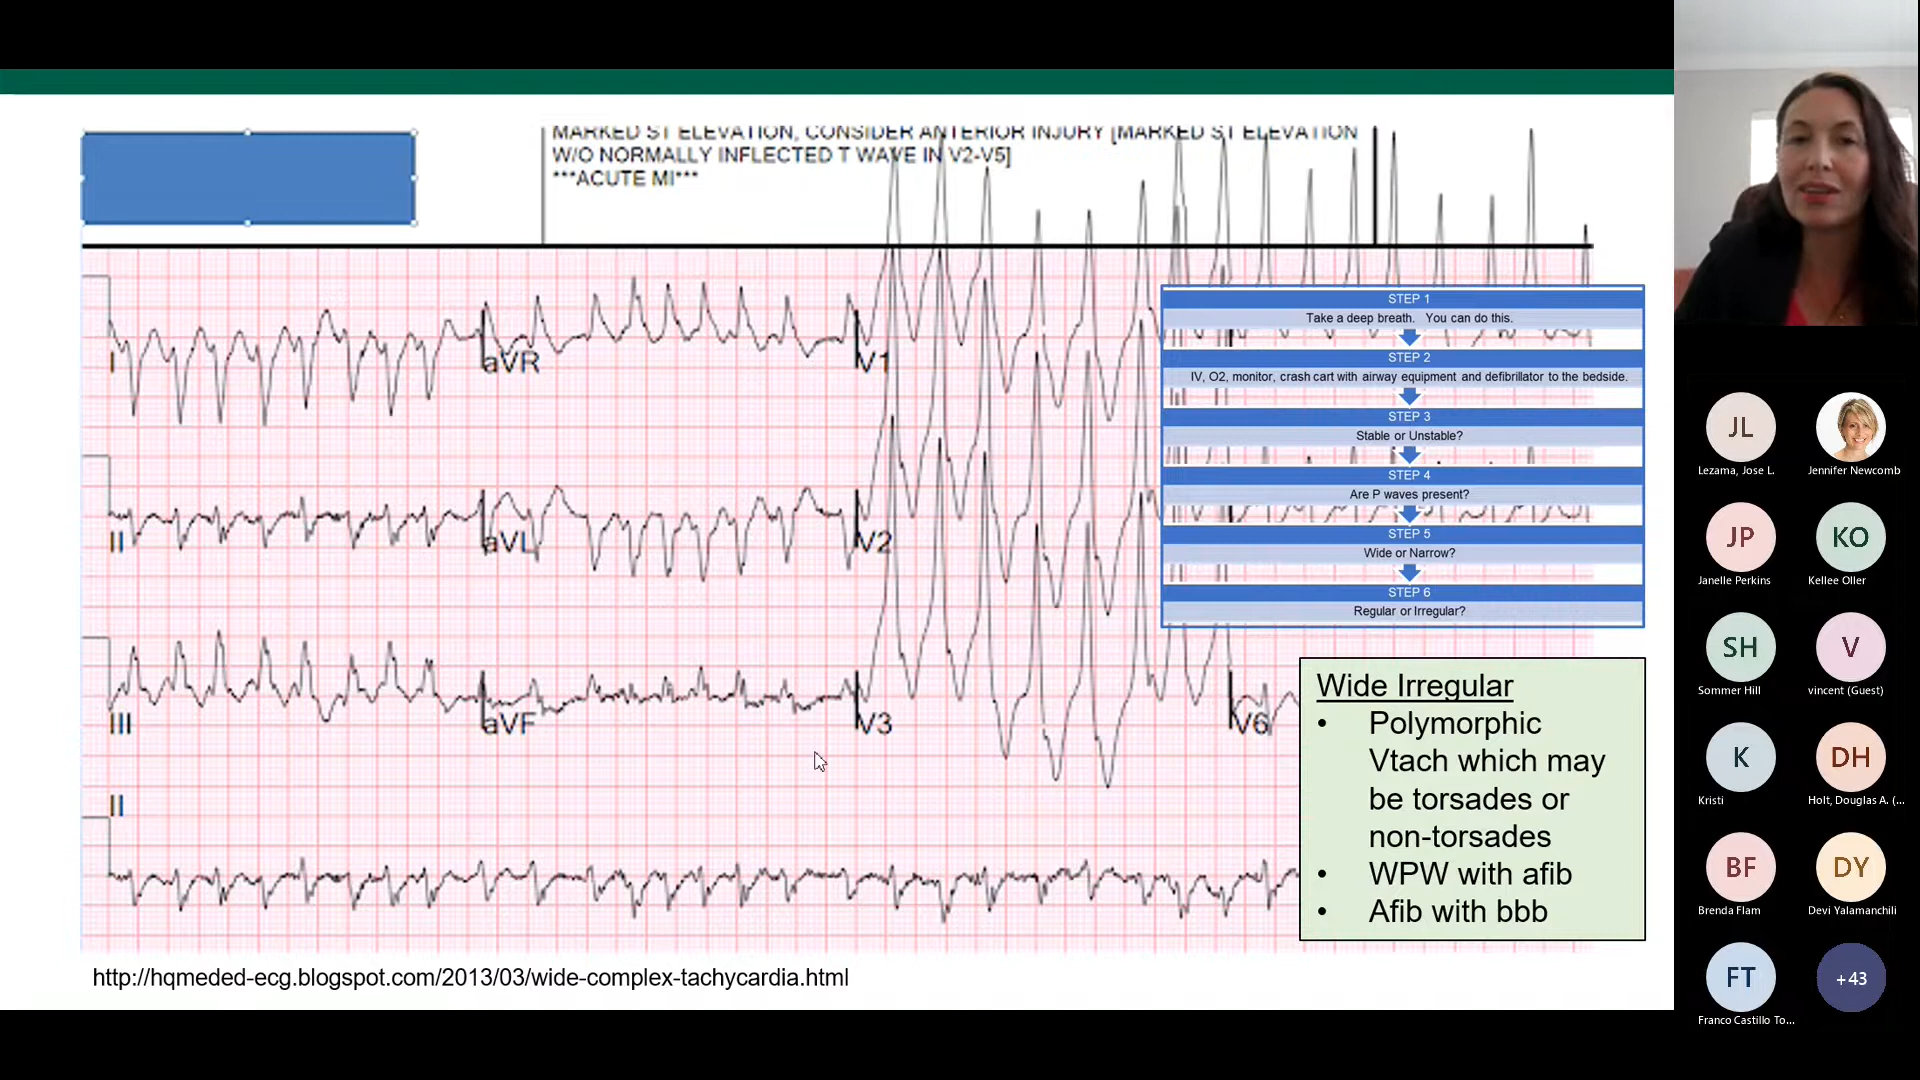 MARKED ST ELEVATION, CONSIDER ANTERIOR INJURY [MARKED ST ELEVATION
W/O NORMALLY INFLECTED T WAVE IN V2-V5]
***ACUTE MI***
I
aVR
V1
II
aVL
V2
III
aVF
V3
V6
II
STEP 1
Take a deep breath. You can do this.
STEP 2
IV, O2, monitor, crash cart with airway equipment and defibrillator to the bedside.
STEP 3
Stable or Unstable?
STEP 4
Are P waves present?
STEP 5
Wide or Narrow?
STEP 6
Regular or Irregular?
Wide Irregular
• Polymorphic
Vtach which may
be torsades or
non-torsades
• WPW with afib
• Afib with bbb
http://hqmeded-ecg.blogspot.com/2013/03/wide-complex-tachycardia.html
JL
Lezama, Jose L.
Jennifer Newcomb
JP
Janelle Perkins
KO
Kellee Oller
SH
Sommer Hill
V
vincent (Guest)
K
Kristi
DH
Holt, Douglas A. (...
BF
Brenda Flam
DY
Devi Yalamanchili
FT
Franco Castillo To...
+43